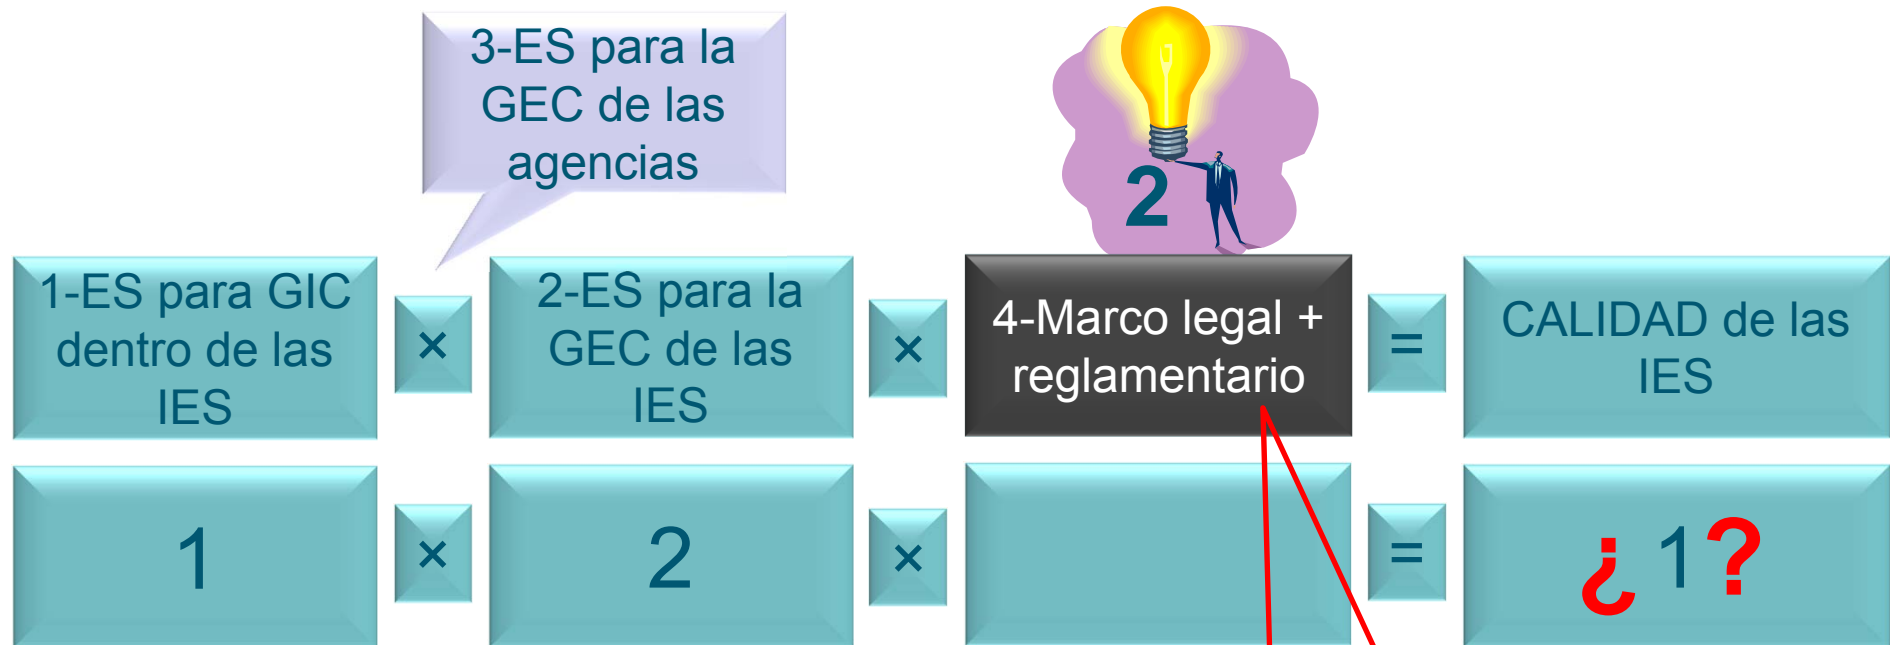 3-ES para la
GEC de las
agencias
2
1-ES para GIC
dentro de las
IES
×
2-ES para la
GEC de las
IES
×
4-Marco legal +
reglamentario
=
CALIDAD de las
IES
1
×
2
×
=
¿ 1 ?